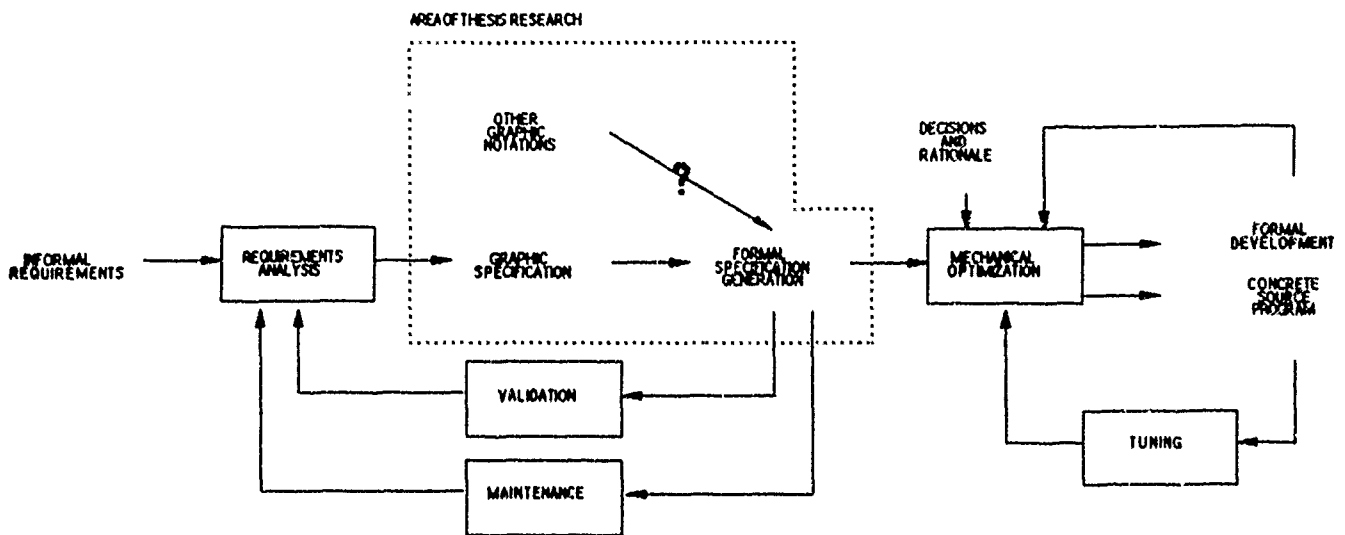 AREA OF THESIS RESEARCH
OTHER
GRAPHIC
NOTATIONS
?
DECISIONS
AND
RATIONALE
INFORMAL
REQUIREMENTS
REQUIREMENTS
ANALYSIS
GRAPHIC
SPECIFICATION
FORMAL
SPECIFICATION
GENERATION
MECHANICAL
OPTIMIZATION
FORMAL
DEVELOPMENT
CONCRETE
SOURCE
PROGRAM
VALIDATION
TUNING
MAINTENANCE